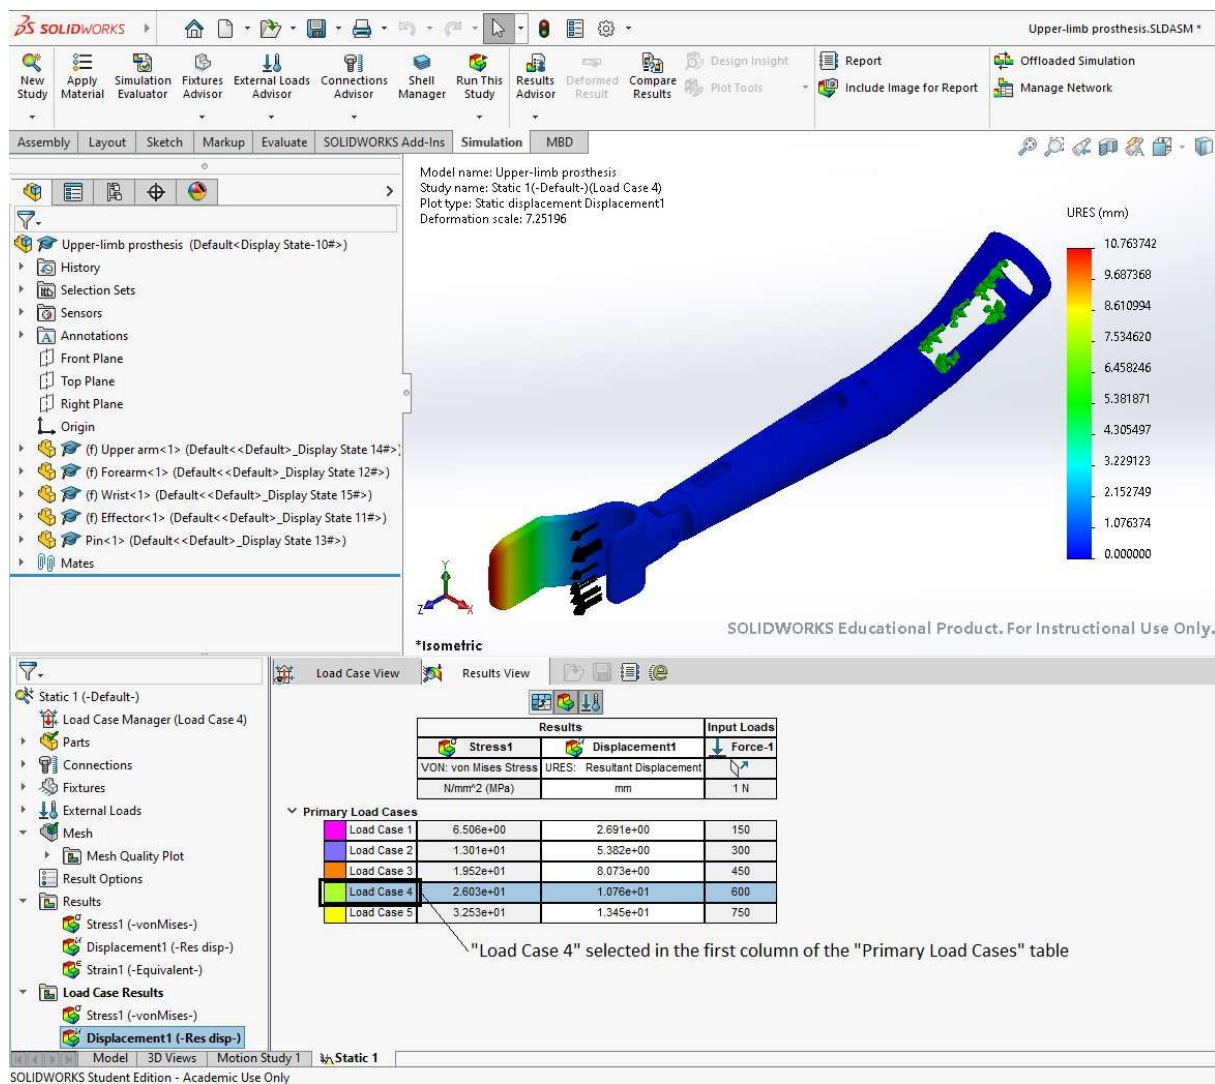 SOLIDWORKS
Upper-limb prosthesis.SLDASM *
New Study
Apply Material
Simulation Evaluator
Fixtures Advisor
External Loads Advisor
Connections Advisor
Shell Manager
Run This Study
Results Advisor
Deformed Result
Compare Results
Design Insight
Plot Tools
Report
Include Image for Report
Offloaded Simulation
Manage Network
Assembly Layout Sketch Markup Evaluate SOLIDWORKS Add-Ins Simulation MBD
Upper-limb prosthesis (Default<Display State-10#>)
History
Selection Sets
Sensors
Annotations
Front Plane
Top Plane
Right Plane
Origin
(f) Upper arm<1> (Default<<Default>_Display State 14#>)
(f) Forearm<1> (Default<<Default>_Display State 12#>)
(f) Wrist<1> (Default<<Default>_Display State 15#>)
(f) Effector<1> (Default<<Default>_Display State 11#>)
Pin<1> (Default<<Default>_Display State 13#>)
Mates
Model name: Upper-limb prosthesis
Study name: Static 1(-Default-)(Load Case 4)
Plot type: Static displacement Displacement1
Deformation scale: 7.25196
URES (mm)
10.763742
9.687368
8.610994
7.534620
6.458246
5.381871
4.305497
3.229123
2.152749
1.076374
0.000000
Y
Z
X
SOLIDWORKS Educational Product. For Instructional Use Only.
*Isometric
Static 1 (-Default-)
Load Case Manager (Load Case 4)
Parts
Connections
Fixtures
External Loads
Mesh
Mesh Quality Plot
Result Options
Results
Stress1 (-vonMises-)
Displacement1 (-Res disp-)
Strain1 (-Equivalent-)
Load Case Results
Stress1 (-vonMises-)
Displacement1 (-Res disp-)
Load Case View Results View
Results Input Loads
Stress1 Displacement1 Force-1
VON: von Mises Stress URES: Resultant Displacement
N/mm^2 (MPa) mm 1 N
Primary Load Cases
Load Case 1 6.506e+00 2.691e+00 150
Load Case 2 1.301e+01 5.382e+00 300
Load Case 3 1.952e+01 8.073e+00 450
Load Case 4 2.603e+01 1.076e+01 600
Load Case 5 3.253e+01 1.345e+01 750
"Load Case 4" selected in the first column of the "Primary Load Cases" table
Model 3D Views Motion Study 1 Static 1
SOLIDWORKS Student Edition - Academic Use Only